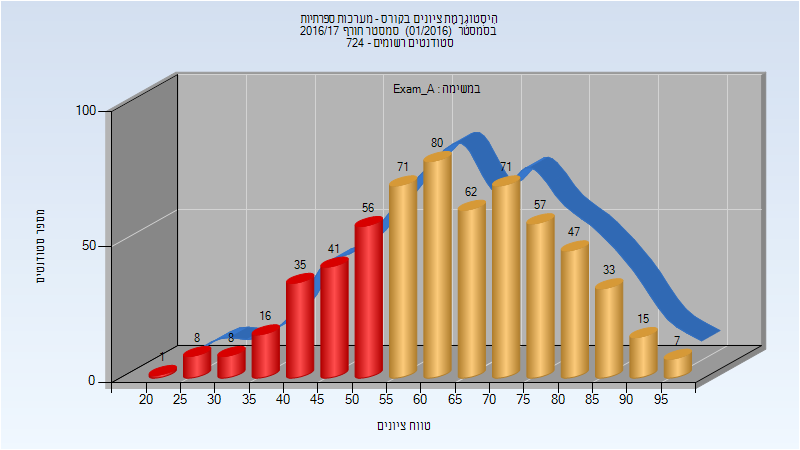 היסטוגרמת ציונים בקורס - מערכות ספרתיות
בסמסטר (01/2016) סמסטר חורף 2016/17
סטודנטים רשומים - 724
במשימה : Exam_A
מספר סטודנטים
100
50
0
1
8
8
16
35
41
56
71
80
62
71
57
47
33
15
7
20 25 30 35 40 45 50 55 60 65 70 75 80 85 90 95
טווח ציונים